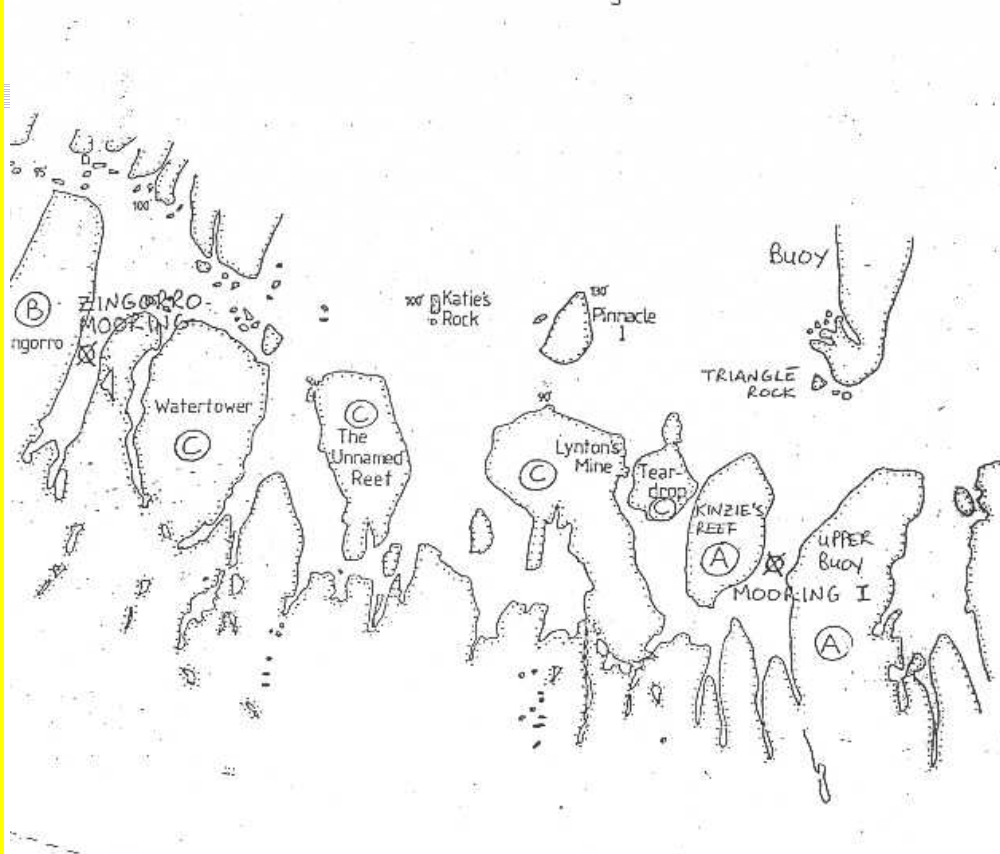 95'
100'
BUOY
B
ZINGORRO
MOORING
ngorro
100'
Katie's
Rock
130'
Pinnacle
1
TRIANGLE
ROCK
Watertower
C
C
The
Unnamed
Reef
90'
Lynton's
Mine
C
Tear-
drop
C
KINZIE'S
REEF
A
UPPER
BUOY
MOORING I
A